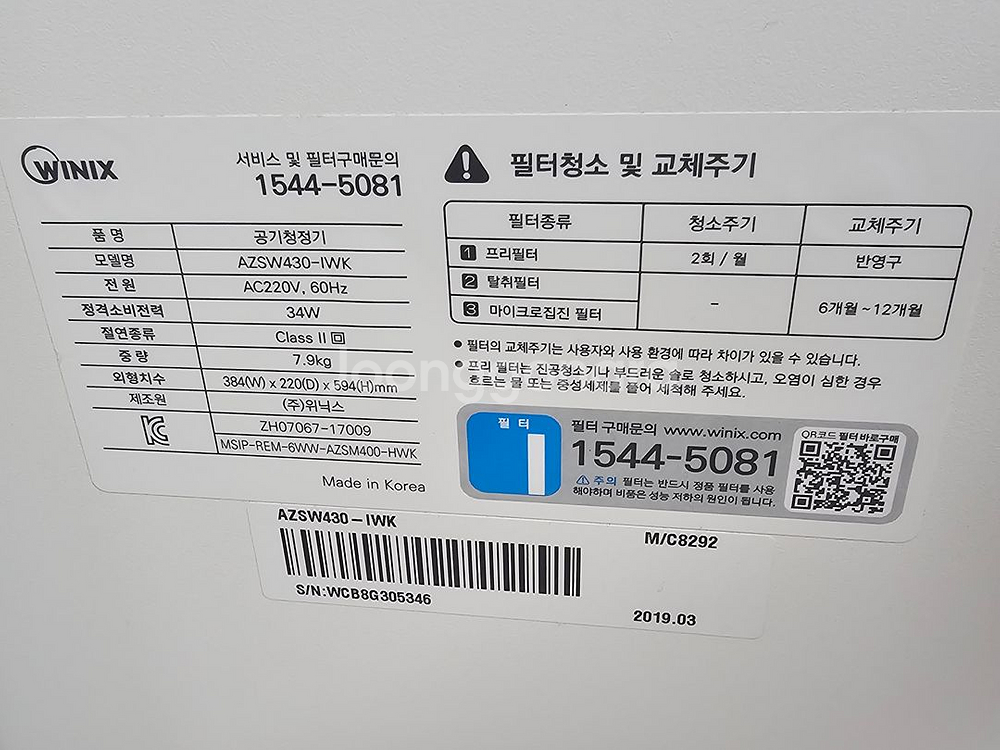 WINIX
서비스 및 필터구매문의
1544-5081
품 명 공기청정기
모델명 AZSW430-IWK
전 원 AC220V, 60Hz
정격소비전력 34W
절연종류 Class II
중 량 7.9kg
외형치수 384(W) x 220(D) x 594(H)mm
제조원 (주)위닉스
ZH07067-17009
MSIP-REM-6WW-AZSM400-HWK
Made in Korea
필터청소 및 교체주기
필터종류 청소주기 교체주기
1 프리필터 2회 / 월 반영구
2 탈취필터
3 마이크로집진 필터 - 6개월 ~ 12개월
• 필터의 교체주기는 사용자와 사용 환경에 따라 차이가 있을 수 있습니다.
• 프리 필터는 진공청소기나 부드러운 솔로 청소하시고, 오염이 심한 경우
흐르는 물 또는 중성세제를 풀어 세척해 주세요.
필 터
필터 구매문의 www.winix.com
1544-5081
주의 필터는 반드시 정품 필터를 사용
해야하며 비품은 성능 저하의 원인이 됩니다.
QR코드 필터 바로구매
AZSW430-IWK
M/C8292
S/N:WCB8G305346
2019.03